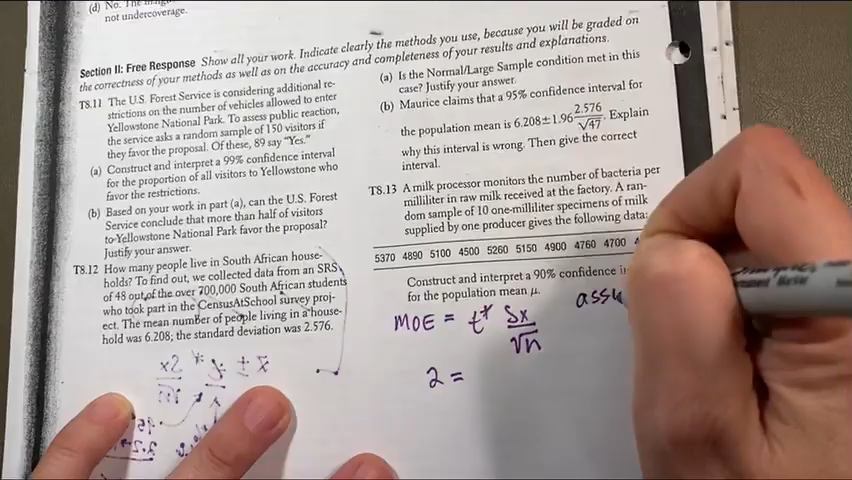 (d) No. The
not undercoverage.
Section II: Free Response Show all your work. Indicate clearly the methods you use, because you will be graded on
the correctness of your methods as well as on the accuracy and completeness of your results and explanations.
T8.11 The U.S. Forest Service is considering additional re-
strictions on the number of vehicles allowed to enter
Yellowstone National Park. To assess public reaction,
the service asks a random sample of 150 visitors if
they favor the proposal. Of these, 89 say "Yes."
(a) Construct and interpret a 99% confidence interval
for the proportion of all visitors to Yellowstone who
favor the restrictions.
(b) Based on your work in part (a), can the U.S. Forest
Service conclude that more than half of visitors
to Yellowstone National Park favor the proposal?
Justify your answer.
T8.12 How many people live in South African house-
holds? To find out, we collected data from an SRS
of 48 out of the over 700,000 South African students
who took part in the CensusAtSchool survey proj-
ect. The mean number of people living in a house-
hold was 6.208; the standard deviation was 2.576.
(a) Is the Normal/Large Sample condition met in this
case? Justify your answer.
(b) Maurice claims that a 95% confidence interval for
the population mean is 6.208±1.96 2.576/√47. Explain
why this interval is wrong. Then give the correct
interval.
T8.13 A milk processor monitors the number of bacteria per
milliliter in raw milk received at the factory. A ran-
dom sample of 10 one-milliliter specimens of milk
supplied by one producer gives the following data:
5370 4890 5100 4500 5260 5150 4900 4760 4700
Construct and interpret a 90% confidence
for the population mean μ.
MOE = t* Sx/√n
2 =